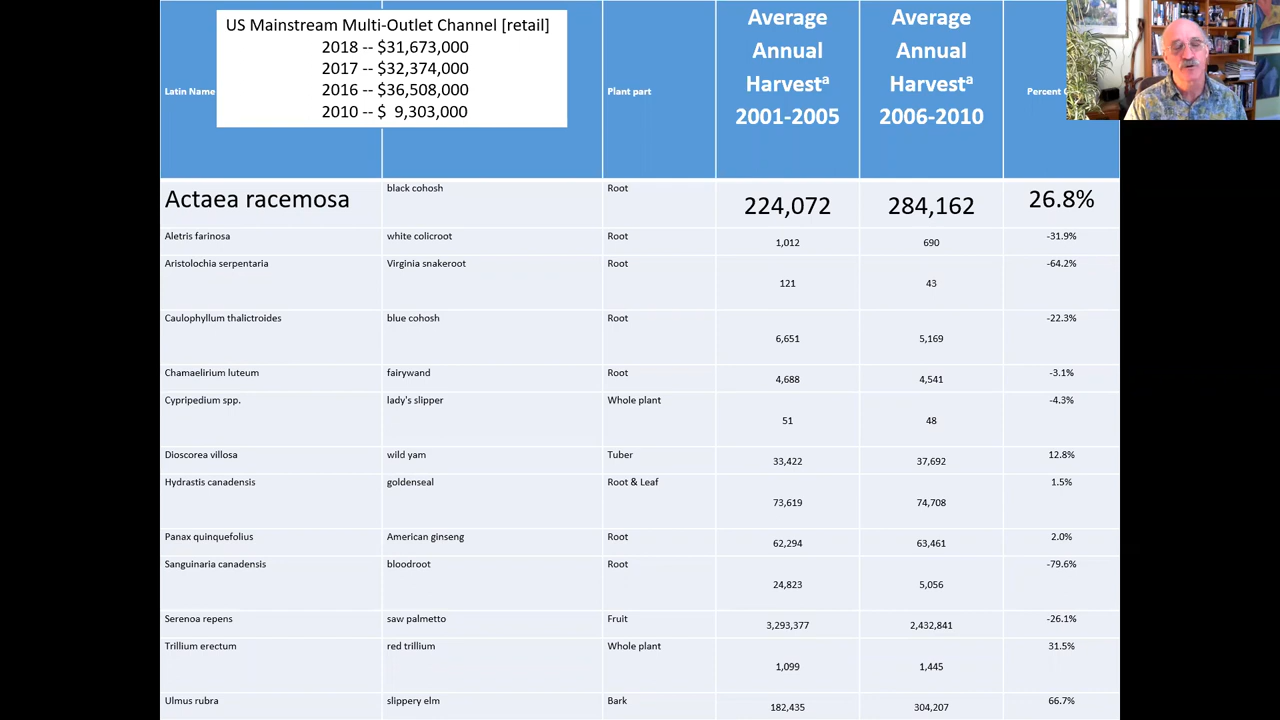 US Mainstream Multi-Outlet Channel [retail]
2018 -- $31,673,000
2017 -- $32,374,000
2016 -- $36,508,000
2010 -- $ 9,303,000
Latin Name Plant part Average Annual Harvestª 2001-2005 Average Annual Harvestª 2006-2010 Percent
Actaea racemosa black cohosh Root 224,072 284,162 26.8%
Aletris farinosa white colicroot Root 1,012 690 -31.9%
Aristolochia serpentaria Virginia snakeroot Root 121 43 -64.2%
Caulophyllum thalictroides blue cohosh Root 6,651 5,169 -22.3%
Chamaelirium luteum fairywand Root 4,688 4,541 -3.1%
Cypripedium spp. lady's slipper Whole plant 51 48 -4.3%
Dioscorea villosa wild yam Tuber 33,422 37,692 12.8%
Hydrastis canadensis goldenseal Root & Leaf 73,619 74,708 1.5%
Panax quinquefolius American ginseng Root 62,294 63,461 2.0%
Sanguinaria canadensis bloodroot Root 24,823 5,056 -79.6%
Serenoa repens saw palmetto Fruit 3,293,377 2,432,841 -26.1%
Trillium erectum red trillium Whole plant 1,099 1,445 31.5%
Ulmus rubra slippery elm Bark 182,435 304,207 66.7%